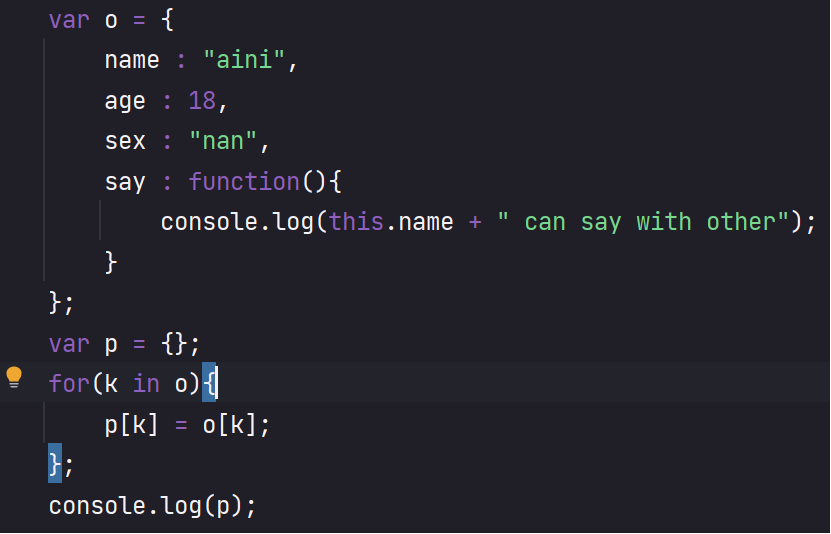 var o = {
    name : "aini",
    age : 18,
    sex : "nan",
    say : function(){
        console.log(this.name + " can say with other");
    }
};
var p = {};
for(k in o){
    p[k] = o[k];
};
console.log(p);